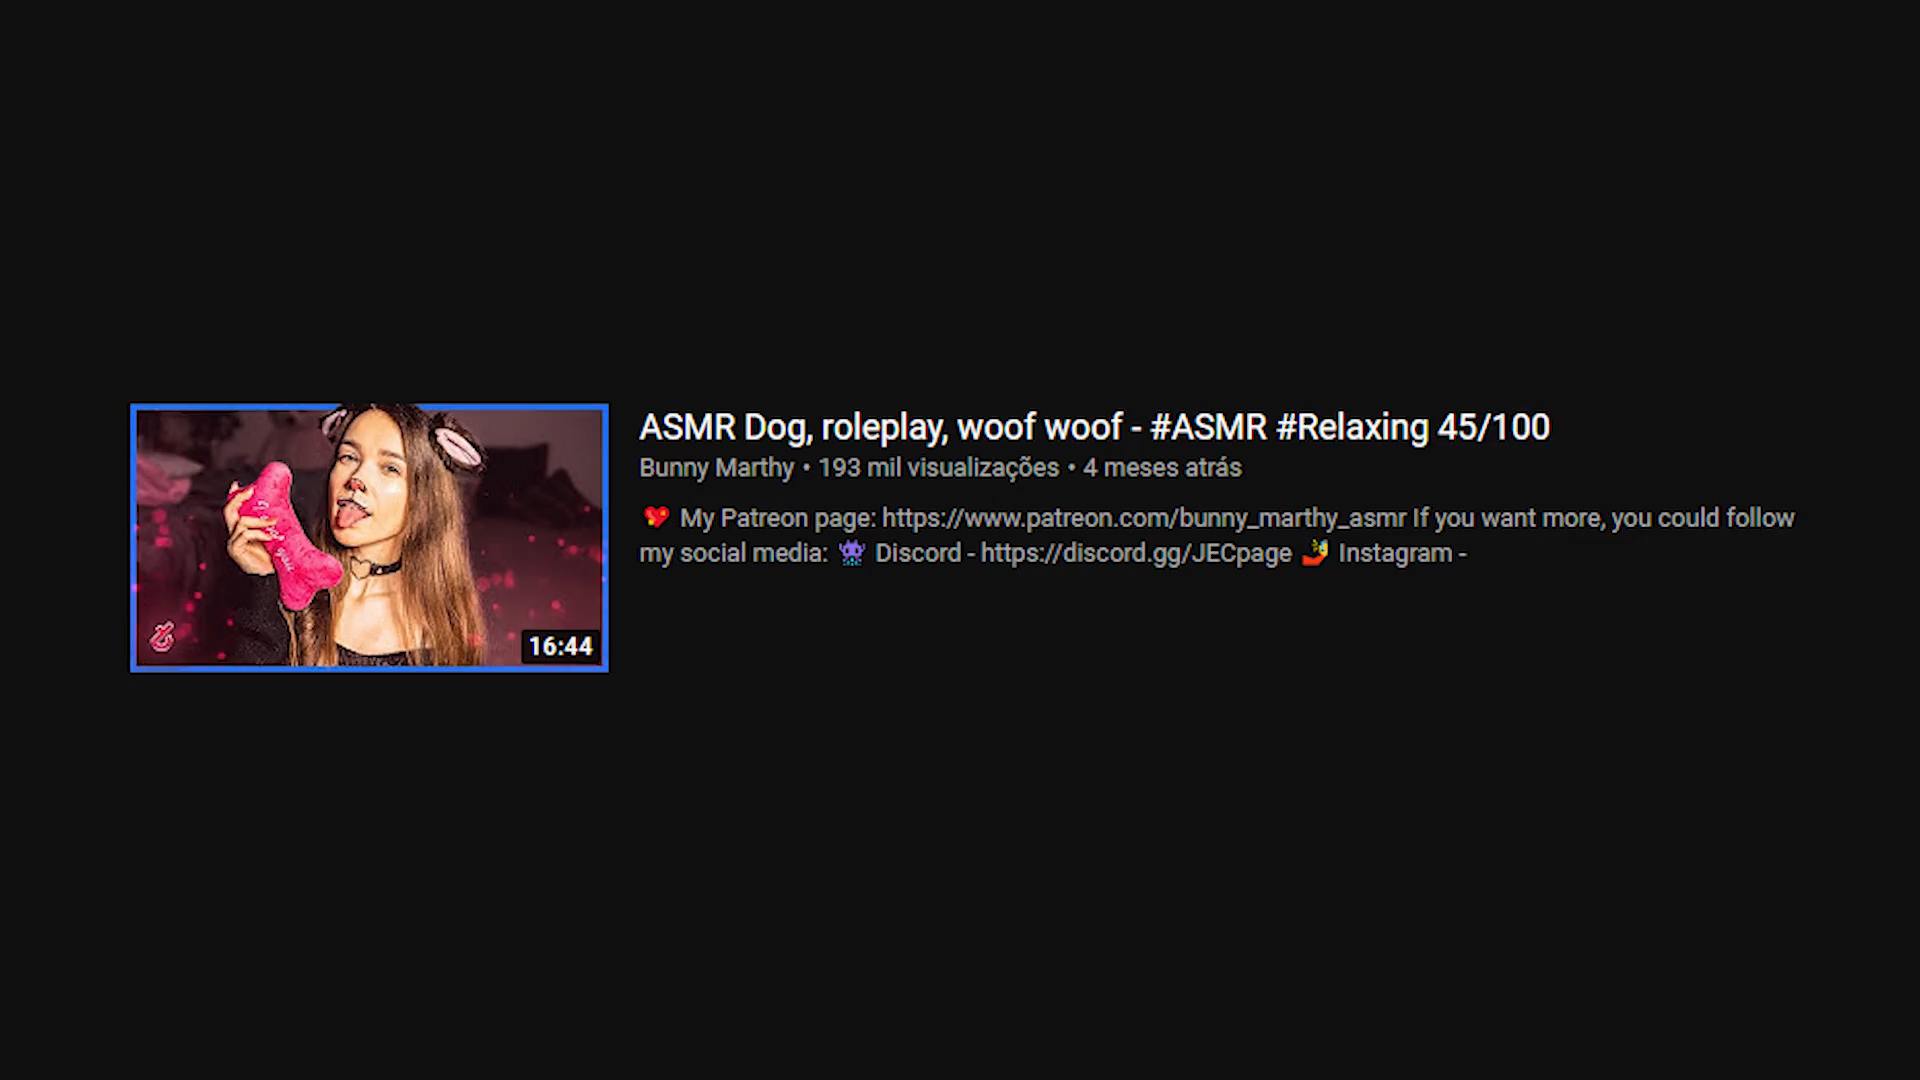 ASMR Dog, roleplay, woof woof - #ASMR #Relaxing 45/100
Bunny Marthy • 193 mil visualizações • 4 meses atrás
My Patreon page: https://www.patreon.com/bunny_marthy_asmr If you want more, you could follow
my social media: 👾 Discord - https://discord.gg/JECpage 🤳 Instagram -
16:44